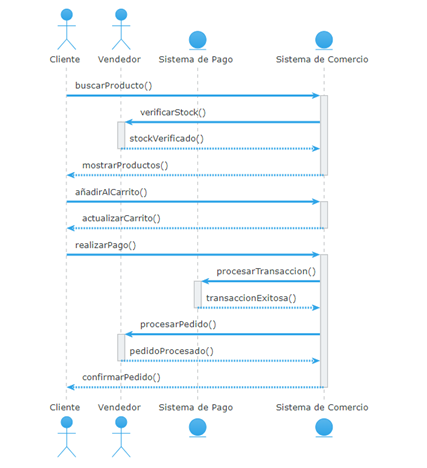 Cliente Vendedor Sistema de Pago Sistema de Comercio
buscarProducto()
verificarStock()
stockVerificado()
mostrarProductos()
añadirAlCarrito()
actualizarCarrito()
realizarPago()
procesarTransaccion()
transaccionExitosa()
procesarPedido()
pedidoProcesado()
confirmarPedido()
Cliente Vendedor Sistema de Pago Sistema de Comercio